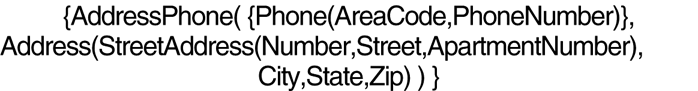 {AddressPhone( {Phone(AreaCode,PhoneNumber)},
Address(StreetAddress(Number,Street,ApartmentNumber),
City,State,Zip) ) }